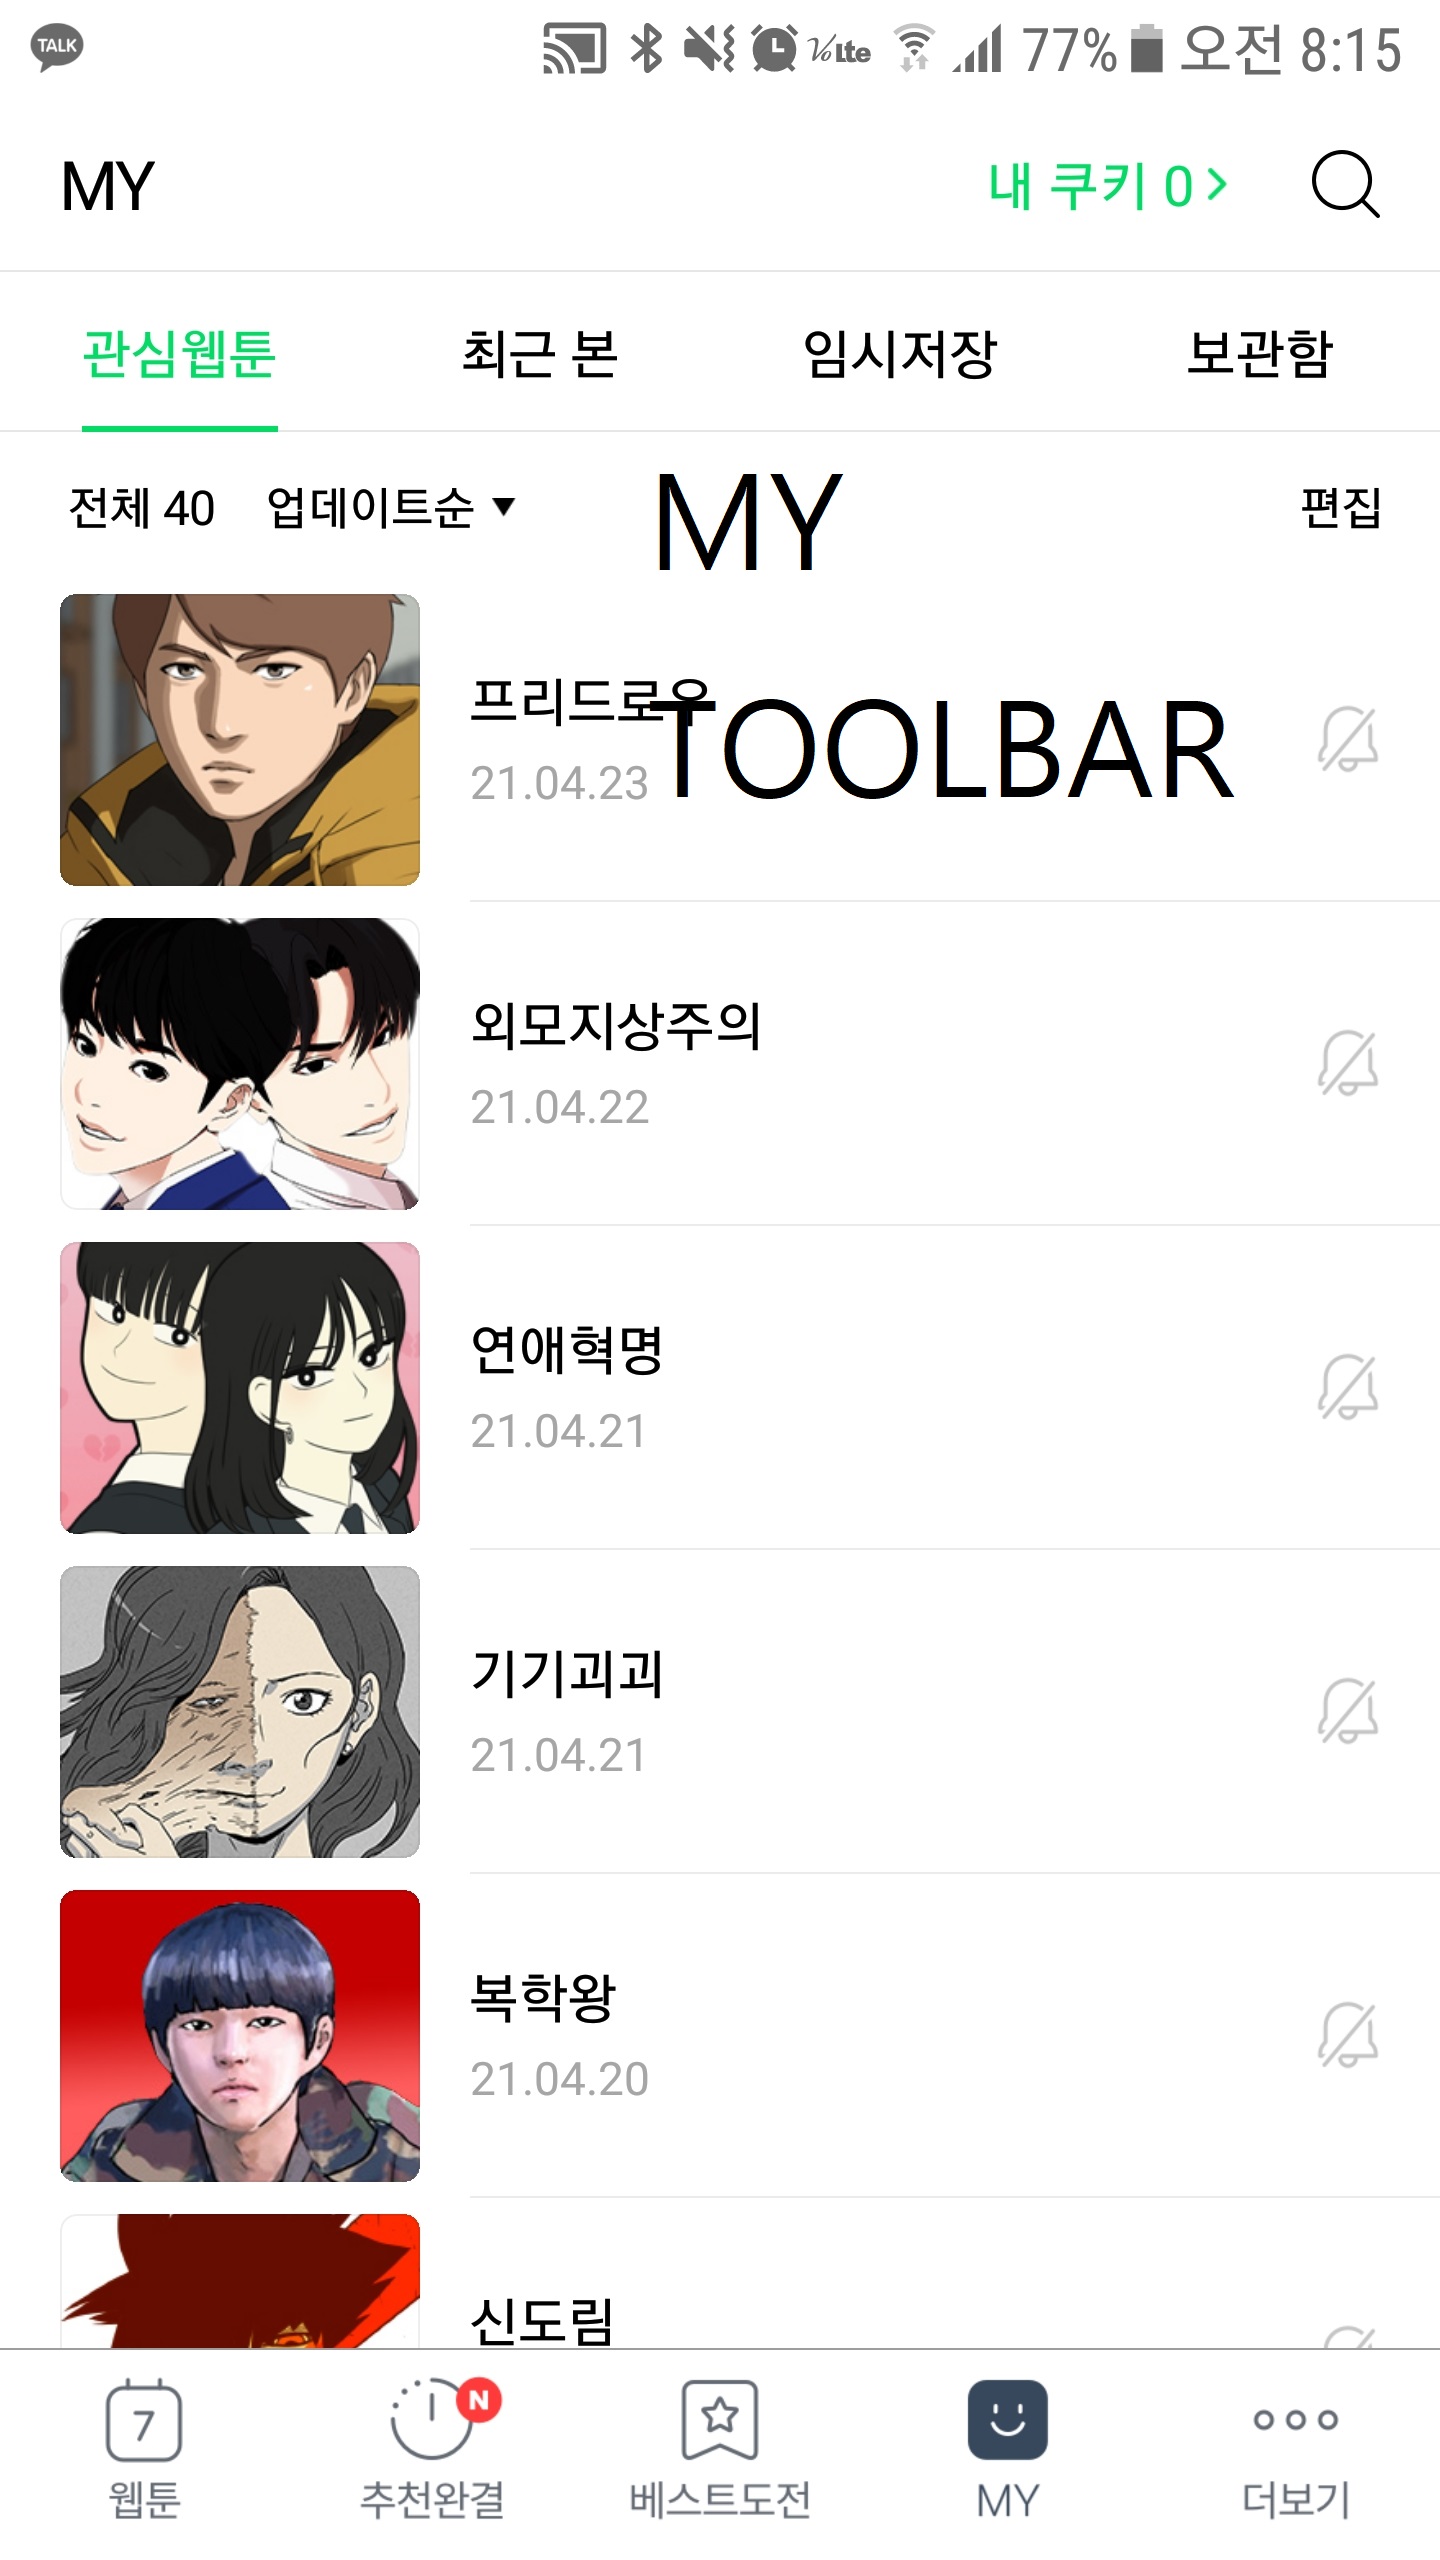 TALK VoLTE 77% 오전 8:15
MY 내 쿠키 0 >
관심웹툰 최근 본 임시저장 보관함
전체 40 업데이트순 ▼ MY 편집
프리드로우
TOOLBAR
21.04.23
외모지상주의
21.04.22
연애혁명
21.04.21
기기괴괴
21.04.21
복학왕
21.04.20
신도림
7 N
웹툰 추천완결 베스트도전 MY 더보기